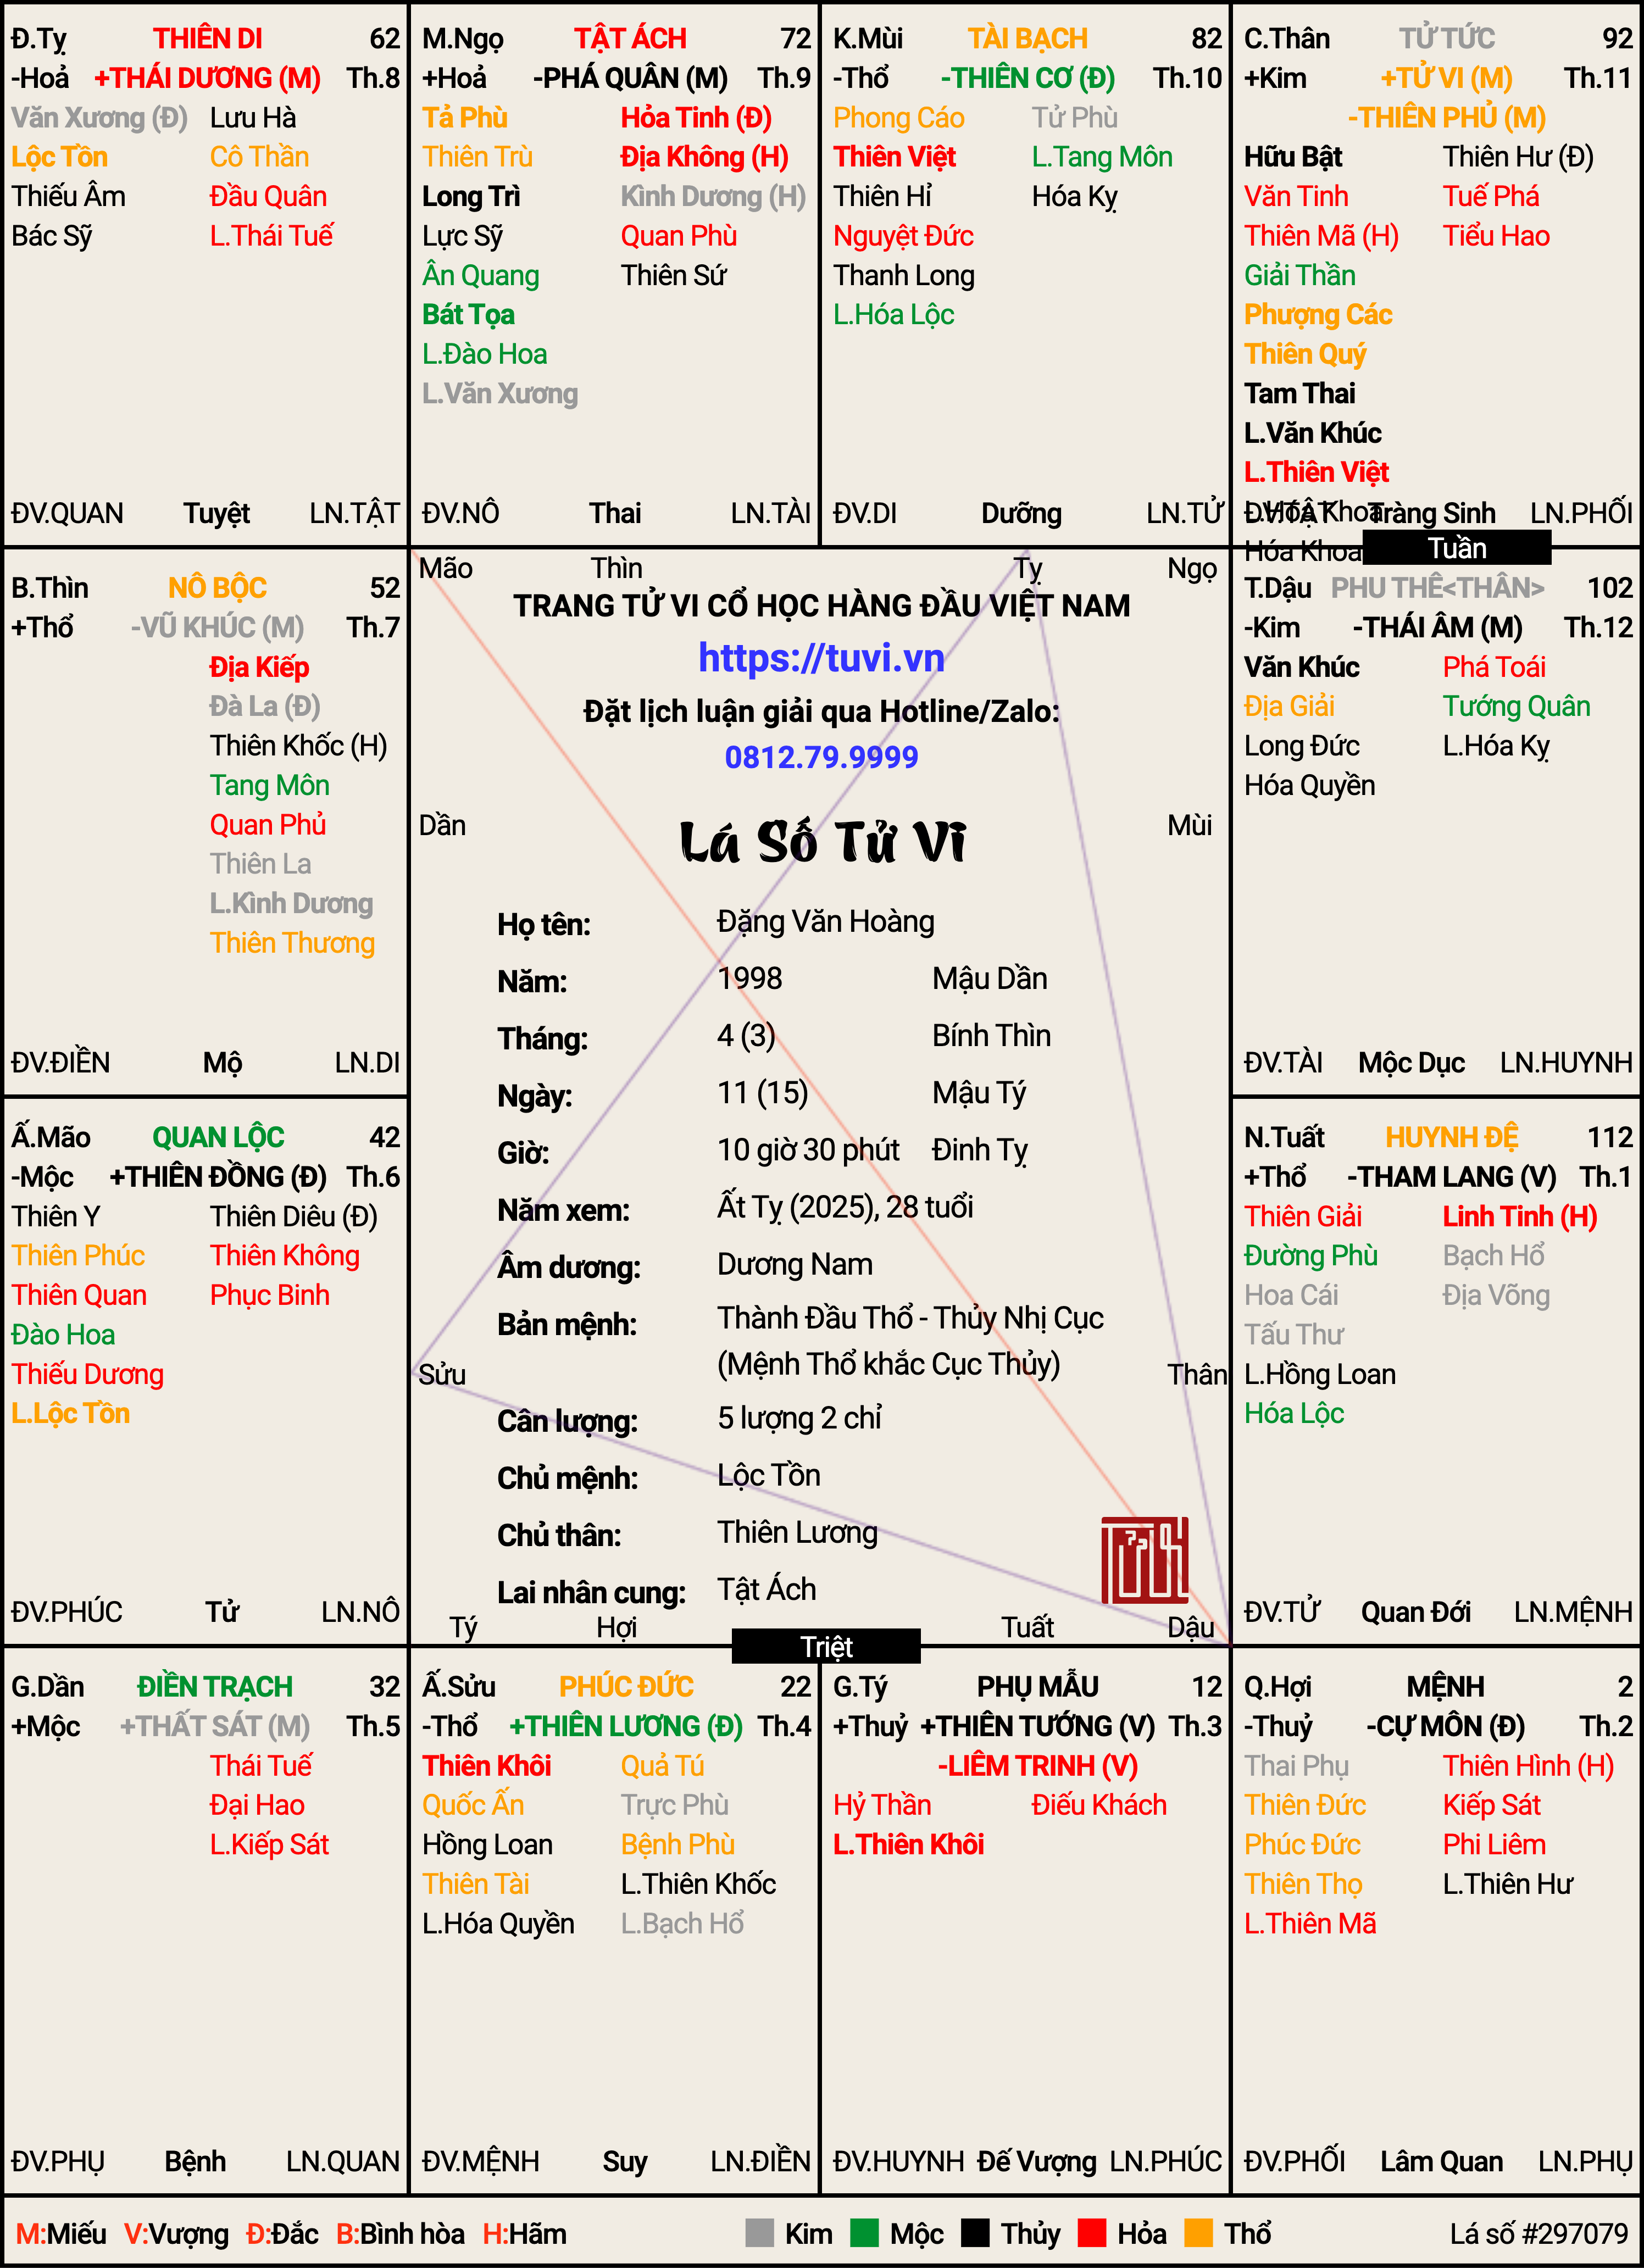 Đ.Tỵ THIÊN DI 62
-Hoả +THÁI DƯƠNG (M) Th.8
Văn Xương (Đ) Lưu Hà
Lộc Tồn Cô Thần
Thiếu Âm Đầu Quân
Bác Sỹ L.Thái Tuế
ĐV.QUAN Tuyệt LN.TẬT
M.Ngọ TẬT ÁCH 72
+Hoả -PHÁ QUÂN (M) Th.9
Tả Phù Hỏa Tinh (Đ)
Thiên Trù Địa Không (H)
Long Trì Kình Dương (H)
Lực Sỹ Quan Phù
Ân Quang Thiên Sứ
Bát Tọa
L.Đào Hoa
L.Văn Xương
ĐV.NÔ Thai LN.TÀI
K.Mùi TÀI BẠCH 82
-Thổ -THIÊN CƠ (Đ) Th.10
Phong Cáo Tử Phù
Thiên Việt L.Tang Môn
Thiên Hỉ Hóa Kỵ
Nguyệt Đức
Thanh Long
L.Hóa Lộc
ĐV.DI Dưỡng LN.TỬ
C.Thân TỬ TỨC 92
+Kim +TỬ VI (M) Th.11
-THIÊN PHỦ (M)
Hữu Bật Thiên Hư (Đ)
Văn Tinh Tuế Phá
Thiên Mã (H) Tiểu Hao
Giải Thần
Phượng Các
Thiên Quý
Tam Thai
L.Văn Khúc
L.Thiên Việt
L.Hóa Khoa
ĐV.TẬT Tràng Sinh LN.PHỐI
Hóa Khoa
Tuần
B.Thìn NÔ BỘC 52
+Thổ -VŨ KHÚC (M) Th.7
Địa Kiếp
Đà La (Đ)
Thiên Khốc (H)
Tang Môn
Quan Phủ
Thiên La
L.Kình Dương
Thiên Thương
ĐV.ĐIỀN Mộ LN.DI
Mão Thìn Tỵ Ngọ
TRANG TỬ VI CỔ HỌC HÀNG ĐẦU VIỆT NAM
https://tuvi.vn
Đặt lịch luận giải qua Hotline/Zalo:
0812.79.9999
Dần Lá Số Tử Vi Mùi
Họ tên: Đặng Văn Hoàng
Năm: 1998 Mậu Dần
Tháng: 4 (3) Bính Thìn
Ngày: 11 (15) Mậu Tý
Giờ: 10 giờ 30 phút Đinh Tỵ
Năm xem: Ất Tỵ (2025), 28 tuổi
Âm dương: Dương Nam
Bản mệnh: Thành Đầu Thổ - Thủy Nhị Cục
(Mệnh Thổ khắc Cục Thủy)
Sửu Thân
Cân lượng: 5 lượng 2 chỉ
Chủ mệnh: Lộc Tồn
Chủ thân: Thiên Lương
Lai nhân cung: Tật Ách
Tý Hợi Tuất Dậu
Triệt
T.Dậu PHU THÊ<THÂN> 102
-Kim -THÁI ÂM (M) Th.12
Văn Khúc Phá Toái
Địa Giải Tướng Quân
Long Đức L.Hóa Kỵ
Hóa Quyền
ĐV.TÀI Mộc Dục LN.HUYNH
Ấ.Mão QUAN LỘC 42
-Mộc +THIÊN ĐỒNG (Đ) Th.6
Thiên Y Thiên Diêu (Đ)
Thiên Phúc Thiên Không
Thiên Quan Phục Binh
Đào Hoa
Thiếu Dương
L.Lộc Tồn
ĐV.PHÚC Tử LN.NÔ
N.Tuất HUYNH ĐỆ 112
+Thổ -THAM LANG (V) Th.1
Thiên Giải Linh Tinh (H)
Đường Phù Bạch Hổ
Hoa Cái Địa Võng
Tấu Thư
L.Hồng Loan
Hóa Lộc
ĐV.TỬ Quan Đới LN.MỆNH
G.Dần ĐIỀN TRẠCH 32
+Mộc +THẤT SÁT (M) Th.5
Thái Tuế
Đại Hao
L.Kiếp Sát
ĐV.PHỤ Bệnh LN.QUAN
Ấ.Sửu PHÚC ĐỨC 22
-Thổ +THIÊN LƯƠNG (Đ) Th.4
Thiên Khôi Quả Tú
Quốc Ấn Trực Phù
Hồng Loan Bệnh Phù
Thiên Tài L.Thiên Khốc
L.Hóa Quyền L.Bạch Hổ
ĐV.MỆNH Suy LN.ĐIỀN
G.Tý PHỤ MẪU 12
+Thuỷ +THIÊN TƯỚNG (V) Th.3
-LIÊM TRINH (V)
Hỷ Thần Điếu Khách
L.Thiên Khôi
ĐV.HUYNH Đế Vượng LN.PHÚC
Q.Hợi MỆNH 2
-Thuỷ -CỰ MÔN (Đ) Th.2
Thai Phụ Thiên Hình (H)
Thiên Đức Kiếp Sát
Phúc Đức Phi Liêm
Thiên Thọ L.Thiên Hư
L.Thiên Mã
ĐV.PHỐI Lâm Quan LN.PHỤ
M:Miếu V:Vượng Đ:Đắc B:Bình hòa H:Hãm Kim Mộc Thủy Hỏa Thổ Lá số #297079